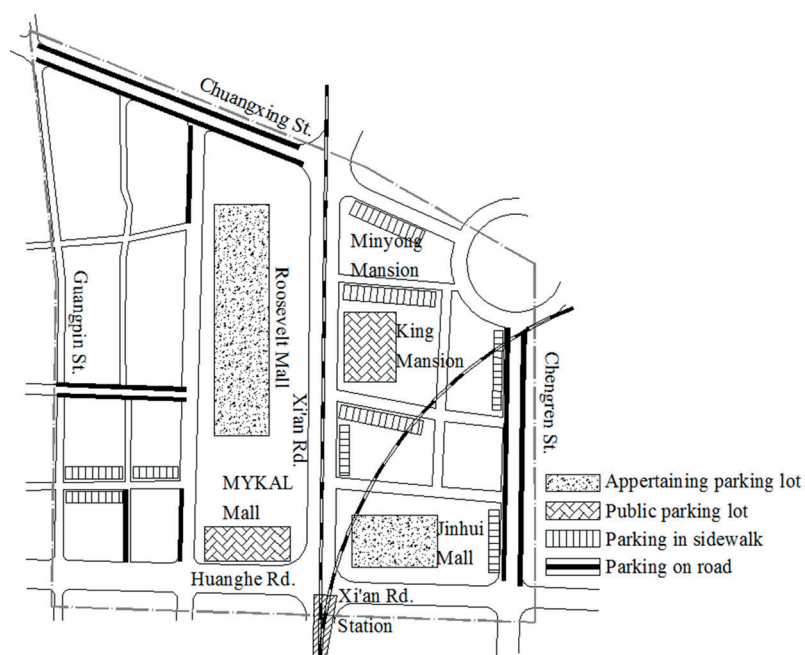 Chuangxing St.
Minyong
Mansion
Guangpin St.
Roosevelt Mall
King
Mansion
Chengren St.
Xi'an Rd.
MYKAL
Mall
Jinhui
Mall
Huanghe Rd.
Xi'an Rd.
Station
Appertaining parking lot
Public parking lot
Parking in sidewalk
Parking on road